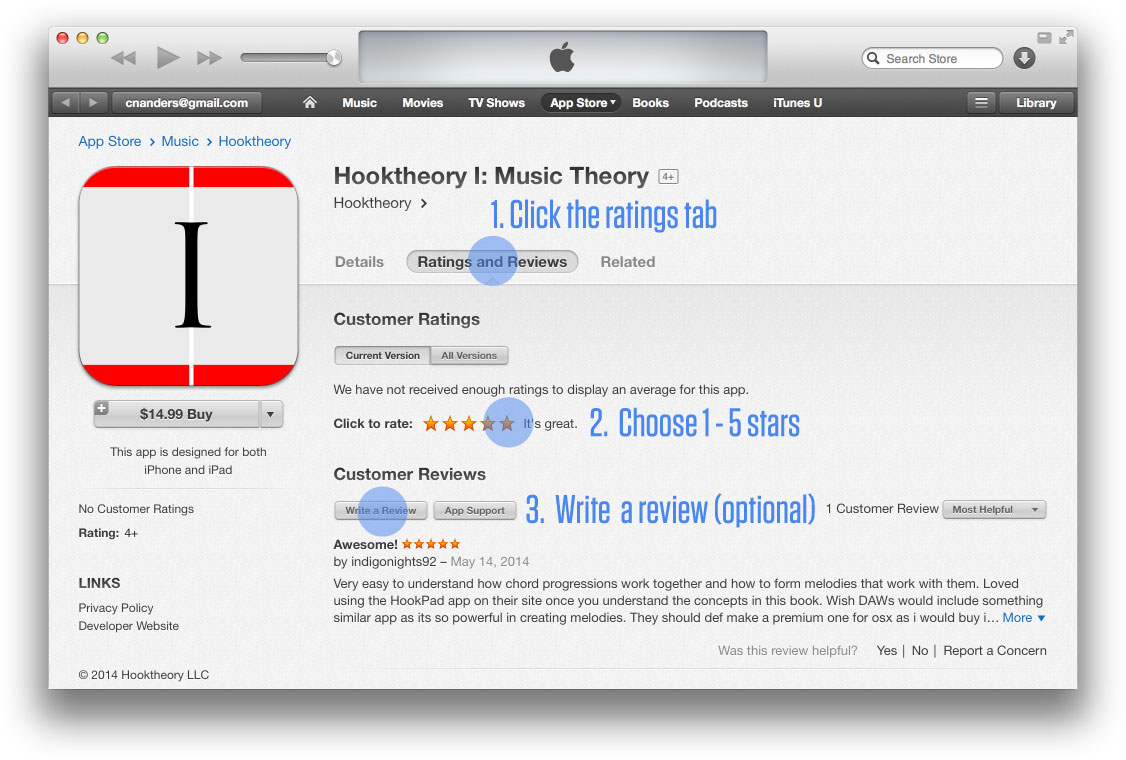 Search Store
cnanders@gmail.com
Music
Movies
TV Shows
App Store
Books
Podcasts
iTunes U
Library
App Store > Music > Hooktheory
I
$14.99 Buy
This app is designed for both
iPhone and iPad
No Customer Ratings
Rating: 4+
LINKS
Privacy Policy
Developer Website
© 2014 Hooktheory LLC
Hooktheory I: Music Theory 4+
Hooktheory >
1. Click the ratings tab
Details
Ratings and Reviews
Related
Customer Ratings
Current Version
All Versions
We have not received enough ratings to display an average for this app.
Click to rate: It's great.
2. Choose 1 - 5 stars
Customer Reviews
Write a Review
App Support
3. Write a review (optional)
1 Customer Review
Most Helpful
Awesome!
by indigonights92 – May 14, 2014
Very easy to understand how chord progressions work together and how to form melodies that work with them. Loved
using the HookPad app on their site once you understand the concepts in this book. Wish DAWs would include something
similar app as its so powerful in creating melodies. They should def make a premium one for osx as i would buy i… More
Was this review helpful? Yes | No | Report a Concern